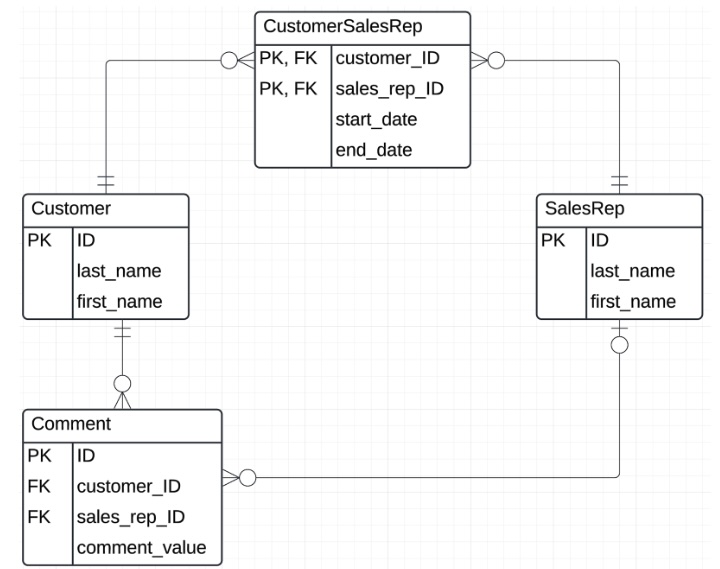 CustomerSalesRep
PK, FK customer_ID
PK, FK sales_rep_ID
start_date
end_date
Customer
PK ID
last_name
first_name
SalesRep
PK ID
last_name
first_name
Comment
PK ID
FK customer_ID
FK sales_rep_ID
comment_value